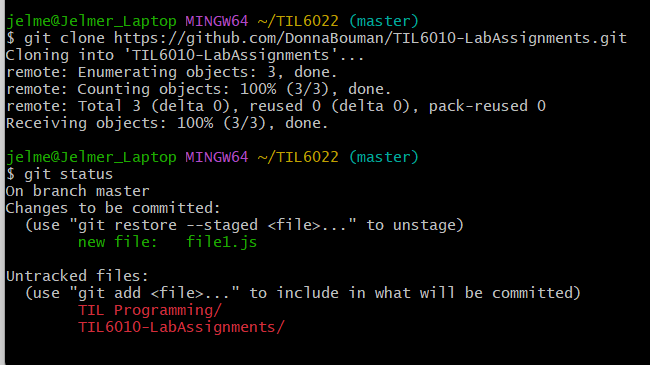 jelme@Jelmer_Laptop MINGW64 ~/TIL6022 (master)
$ git clone https://github.com/DonnaBouman/TIL6010-LabAssignments.git
Cloning into 'TIL6010-LabAssignments'...
remote: Enumerating objects: 3, done.
remote: Counting objects: 100% (3/3), done.
remote: Total 3 (delta 0), reused 0 (delta 0), pack-reused 0
Receiving objects: 100% (3/3), done.
jelme@Jelmer_Laptop MINGW64 ~/TIL6022 (master)
$ git status
On branch master
Changes to be committed:
  (use "git restore --staged <file>..." to unstage)
        new file:   file1.js
Untracked files:
  (use "git add <file>..." to include in what will be committed)
        TIL Programming/
        TIL6010-LabAssignments/